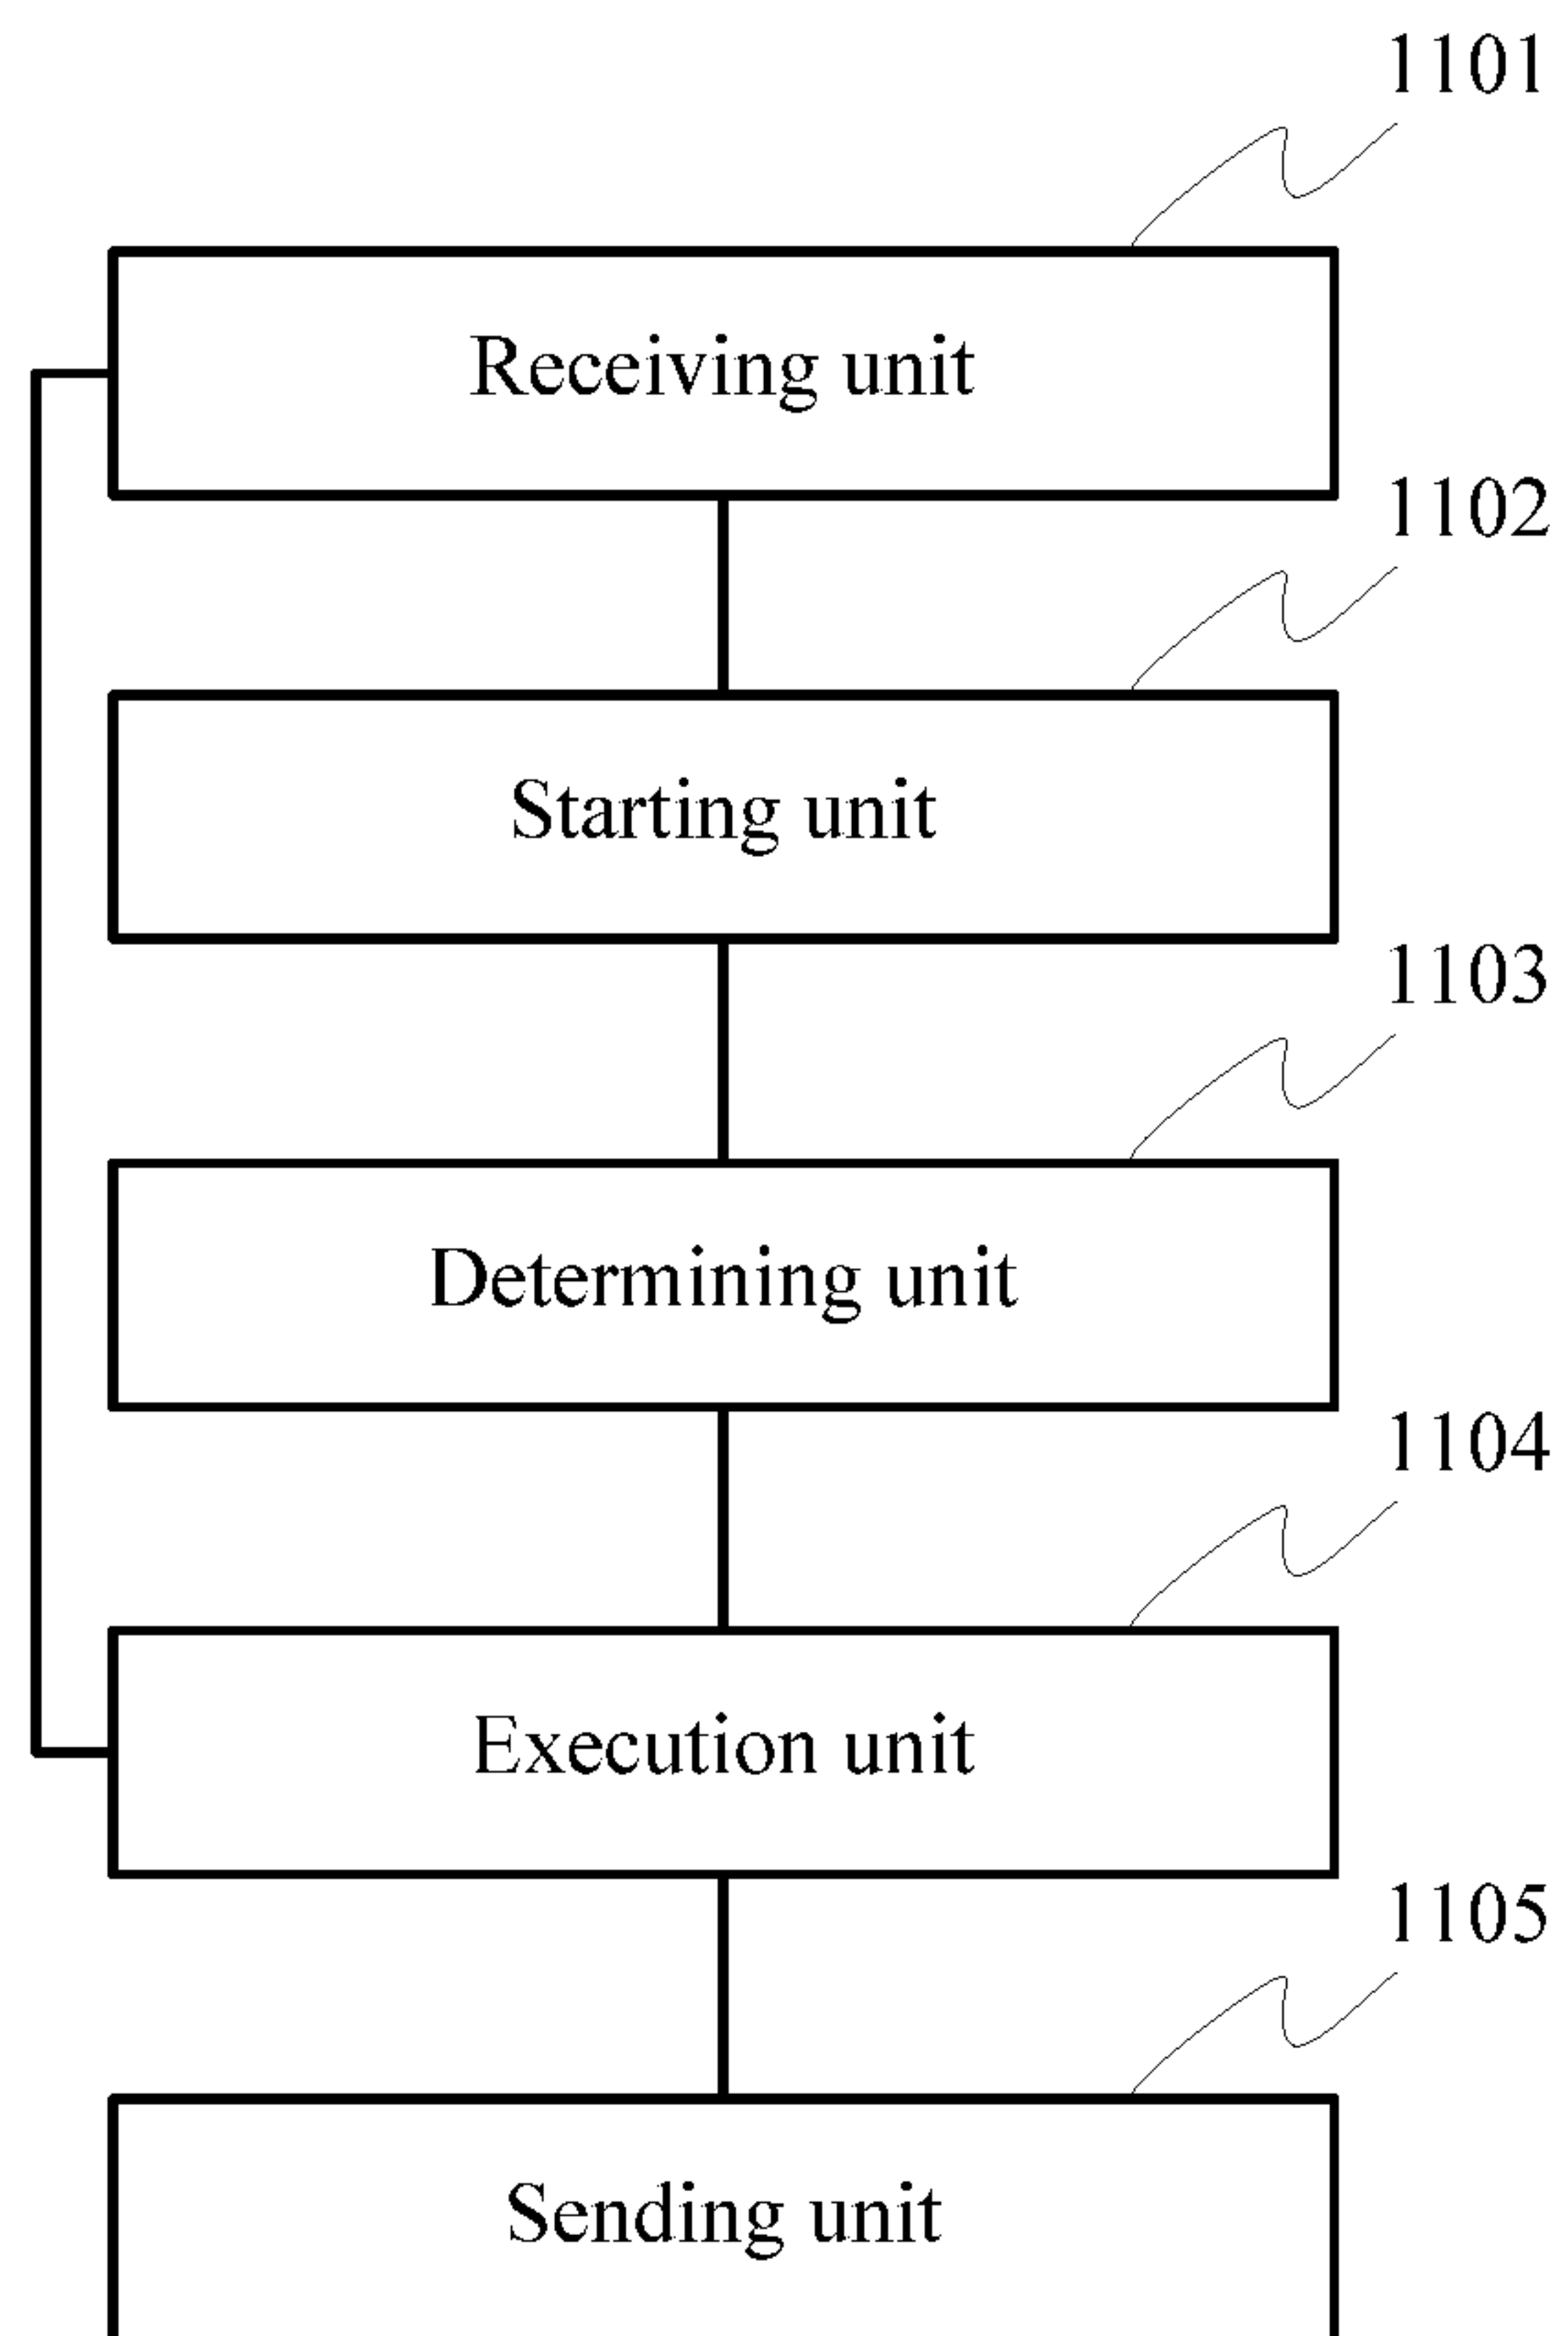 1101
Receiving unit
1102
Starting unit
1103
Determining unit
1104
Execution unit
1105
Sending unit